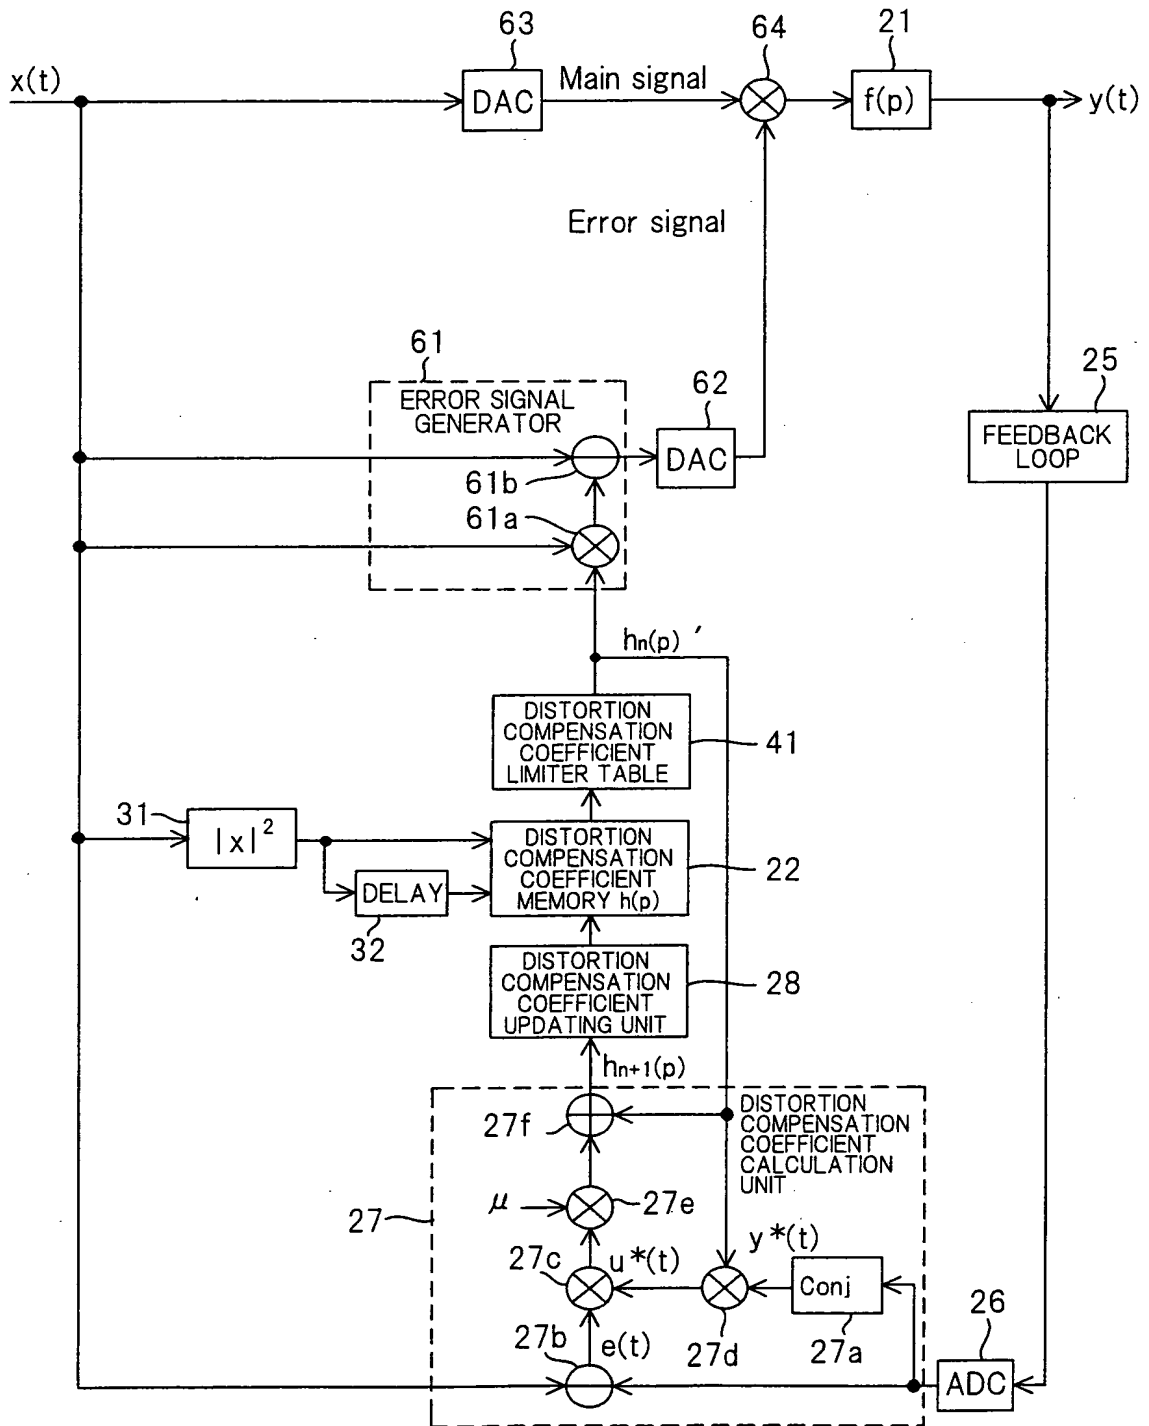 63
64
21
x(t)
DAC
Main signal
f(p)
y(t)
Error signal
61
62
25
ERROR SIGNAL
GENERATOR
DAC
FEEDBACK
LOOP
61b
61a
hn(p) ′
DISTORTION
COMPENSATION
COEFFICIENT
LIMITER TABLE
41
31
|x|²
DISTORTION
COMPENSATION
COEFFICIENT
MEMORY h(p)
22
DELAY
32
DISTORTION
COMPENSATION
COEFFICIENT
UPDATING UNIT
28
hn+1(p)
27f
DISTORTION
COMPENSATION
COEFFICIENT
CALCULATION
UNIT
μ
27e
27
27c
u*(t)
y*(t)
Conj
27b
e(t)
27d
27a
26
ADC